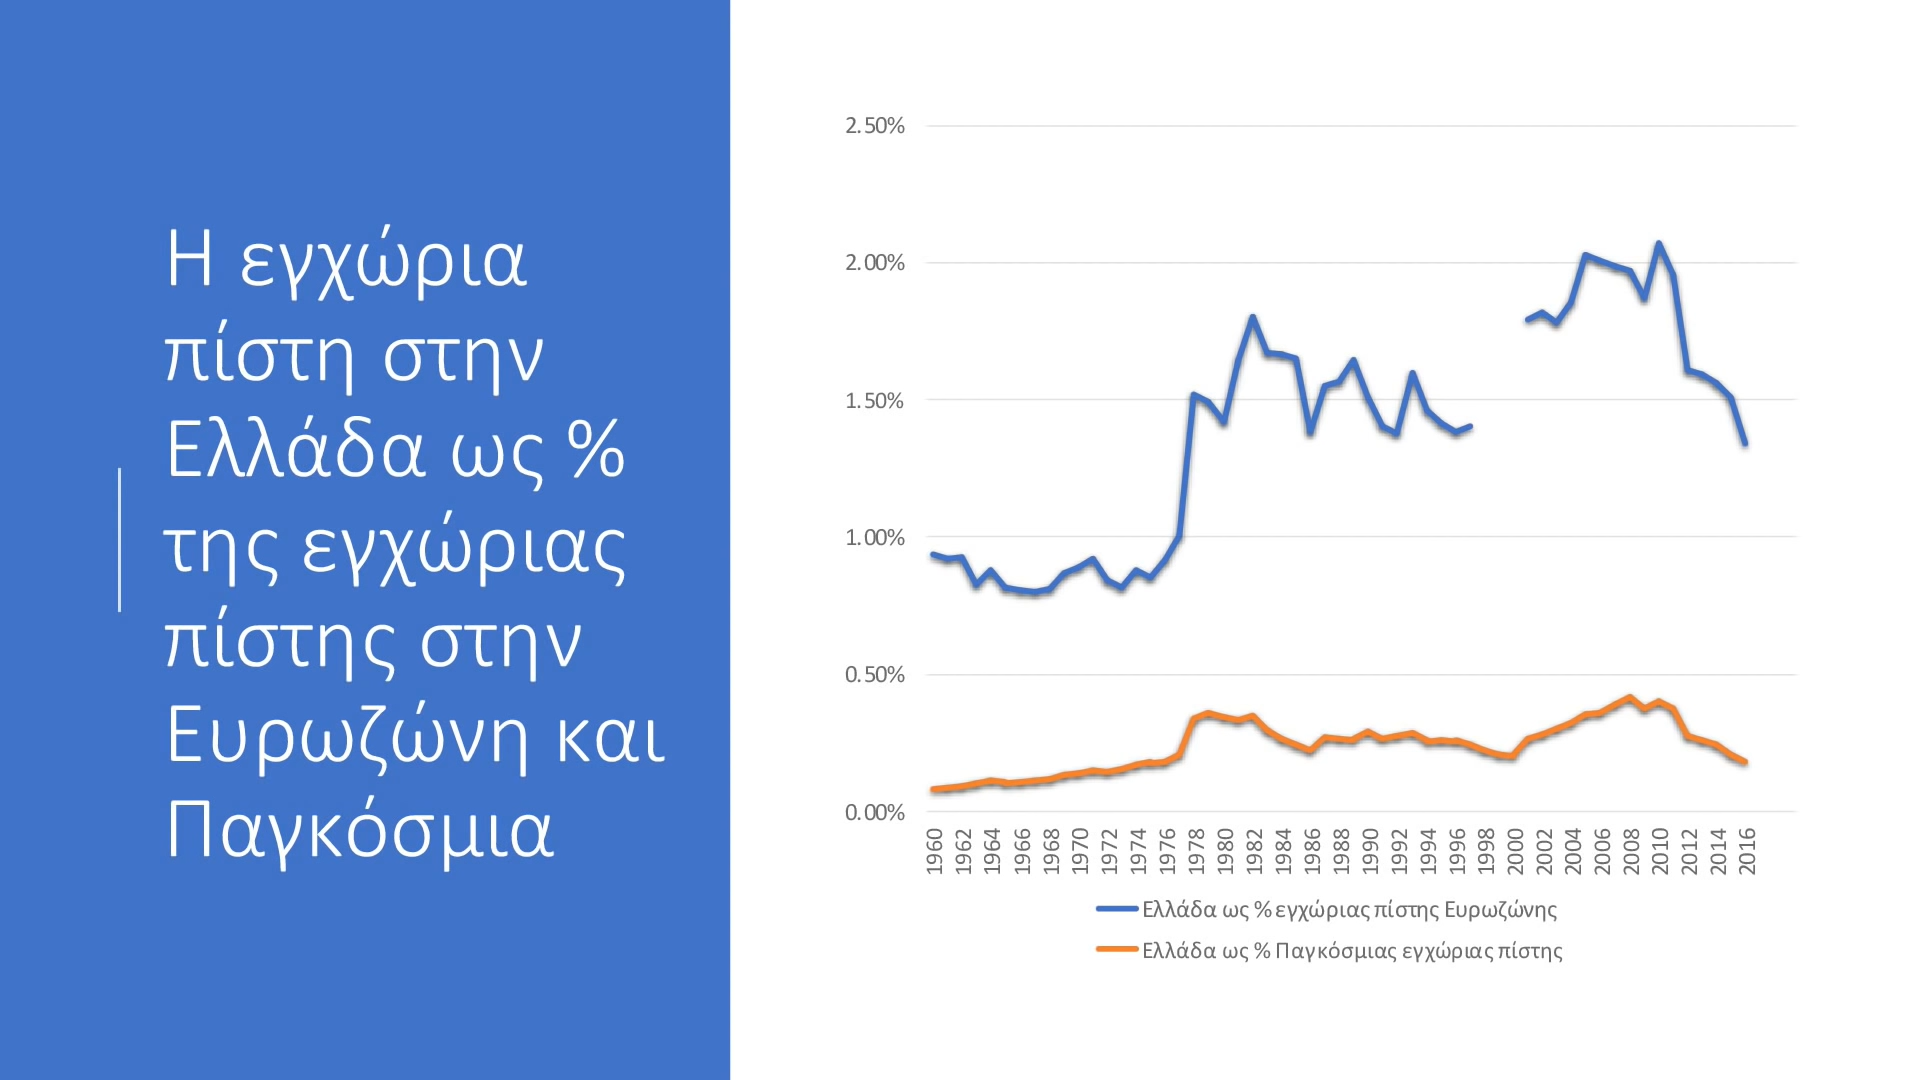 Η εγχώρια
πίστη στην
Ελλάδα ως %
της εγχώριας
πίστης στην
Ευρωζώνη και
Παγκόσμια
2.50%
2.00%
1.50%
1.00%
0.50%
0.00%
1960 1962 1964 1966 1968 1970 1972 1974 1976 1978 1980 1982 1984 1986 1988 1990 1992 1994 1996 1998 2000 2002 2004 2006 2008 2010 2012 2014 2016
Ελλάδα ως % εγχώριας πίστης Ευρωζώνης
Ελλάδα ως % Παγκόσμιας εγχώριας πίστης